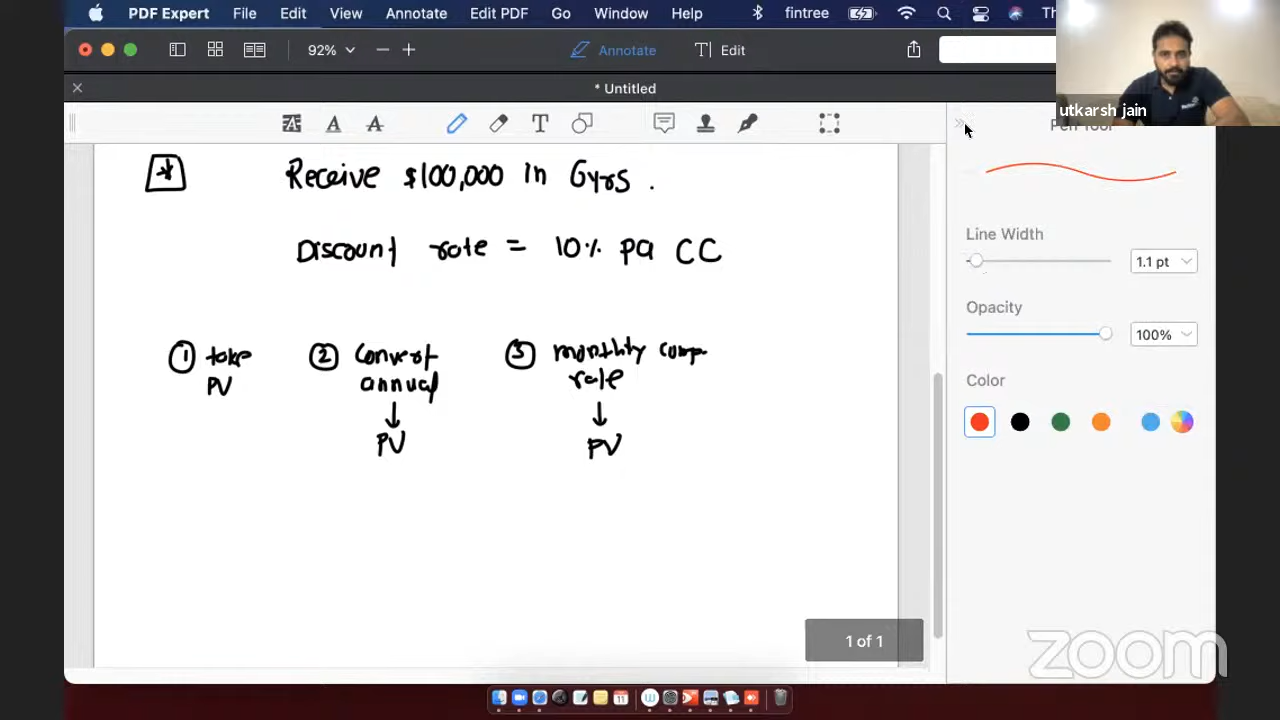 PDF Expert File Edit View Annotate Edit PDF Go Window Help fintree Th
92% Annotate T Edit
* Untitled
utkarsh jain
A A A T
Pen Tool
Receive $100,000 in 6yrs .
Discount rate = 10% pa CC
Line Width
1.1 pt
Opacity
100%
Color
① take
PV
② Convert
annual
↓
PV
③ monthly comp
rate
↓
PV
1 of 1
zoom